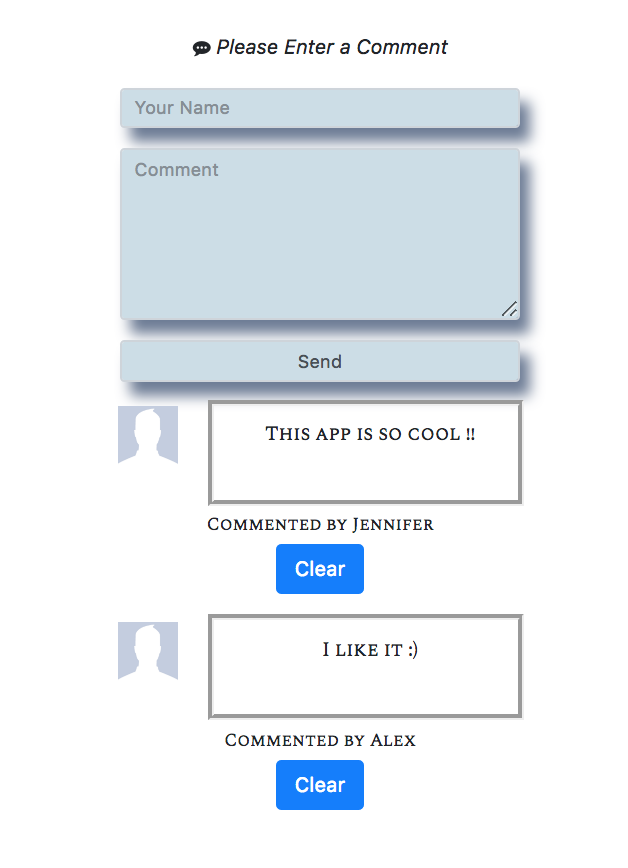 Please Enter a Comment
Your Name
Comment
Send
This app is so cool !!
Commented by Jennifer
Clear
I like it :)
Commented by Alex
Clear